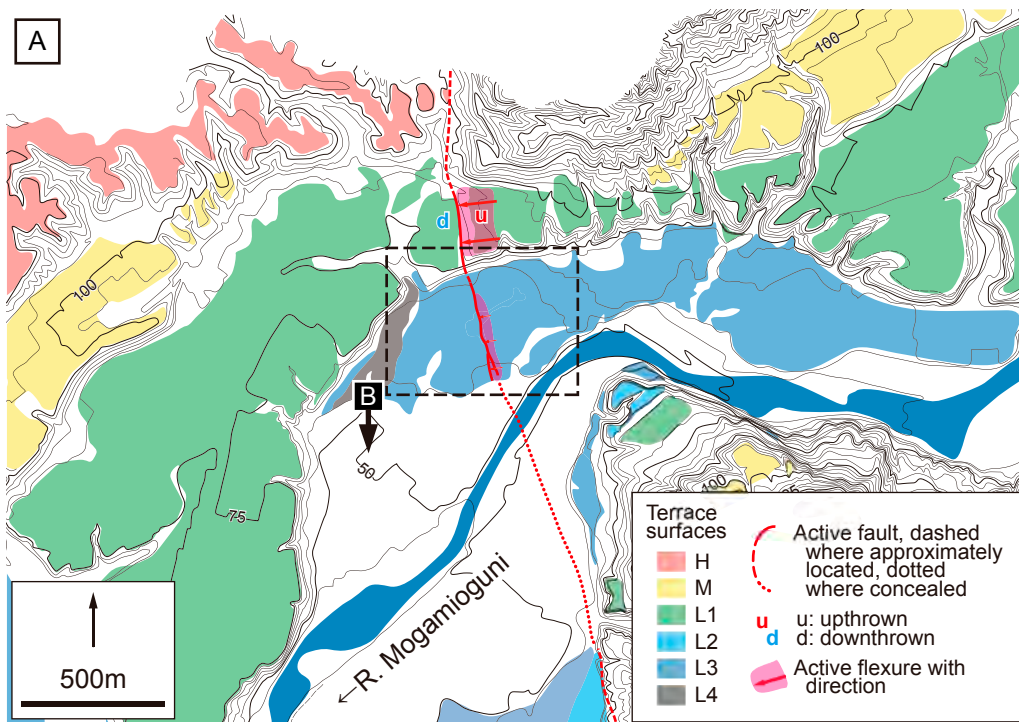 A
100
u
d
100
B
50
75
100
R. Mogamioguni
500m
Terrace
surfaces
H
M
L1
L2
L3
L4
Active fault, dashed
where approximately
located, dotted
where concealed
u u: upthrown
d d: downthrown
Active flexure with
direction